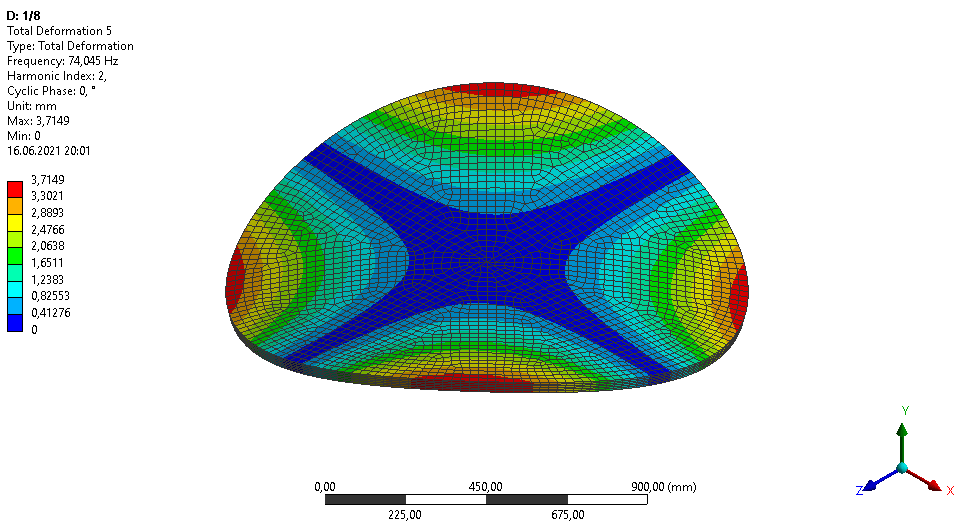 D: 1/8
Total Deformation 5
Type: Total Deformation
Frequency: 74,045 Hz
Harmonic Index: 2,
Cyclic Phase: 0, °
Unit: mm
Max: 3,7149
Min: 0
16.06.2021 20:01
3,7149
3,3021
2,8893
2,4766
2,0638
1,6511
1,2383
0,82553
0,41276
0
0,00 450,00 900,00 (mm)
225,00 675,00
Y
Z X